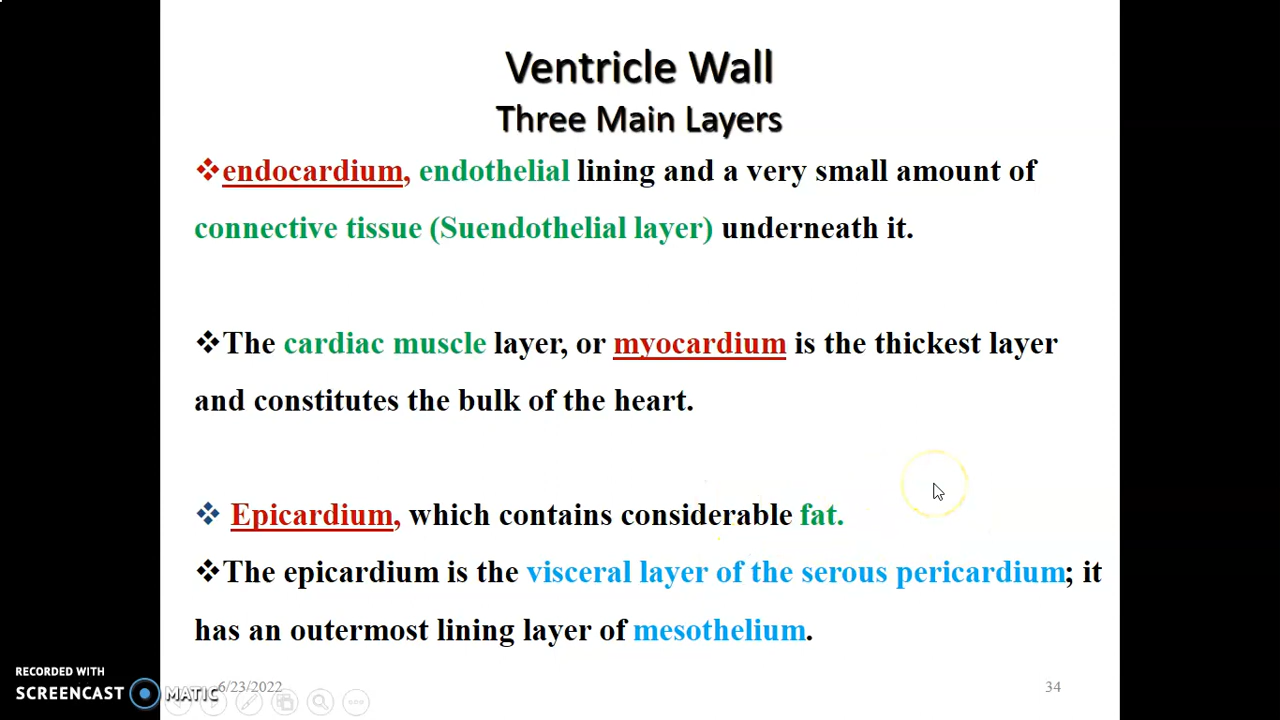 Ventricle Wall
Three Main Layers
❖endocardium, endothelial lining and a very small amount of
connective tissue (Suendothelial layer) underneath it.
❖The cardiac muscle layer, or myocardium is the thickest layer
and constitutes the bulk of the heart.
❖ Epicardium, which contains considerable fat.
❖The epicardium is the visceral layer of the serous pericardium; it
has an outermost lining layer of mesothelium.
RECORDED WITH
SCREENCAST MATIC
6/23/2022
34